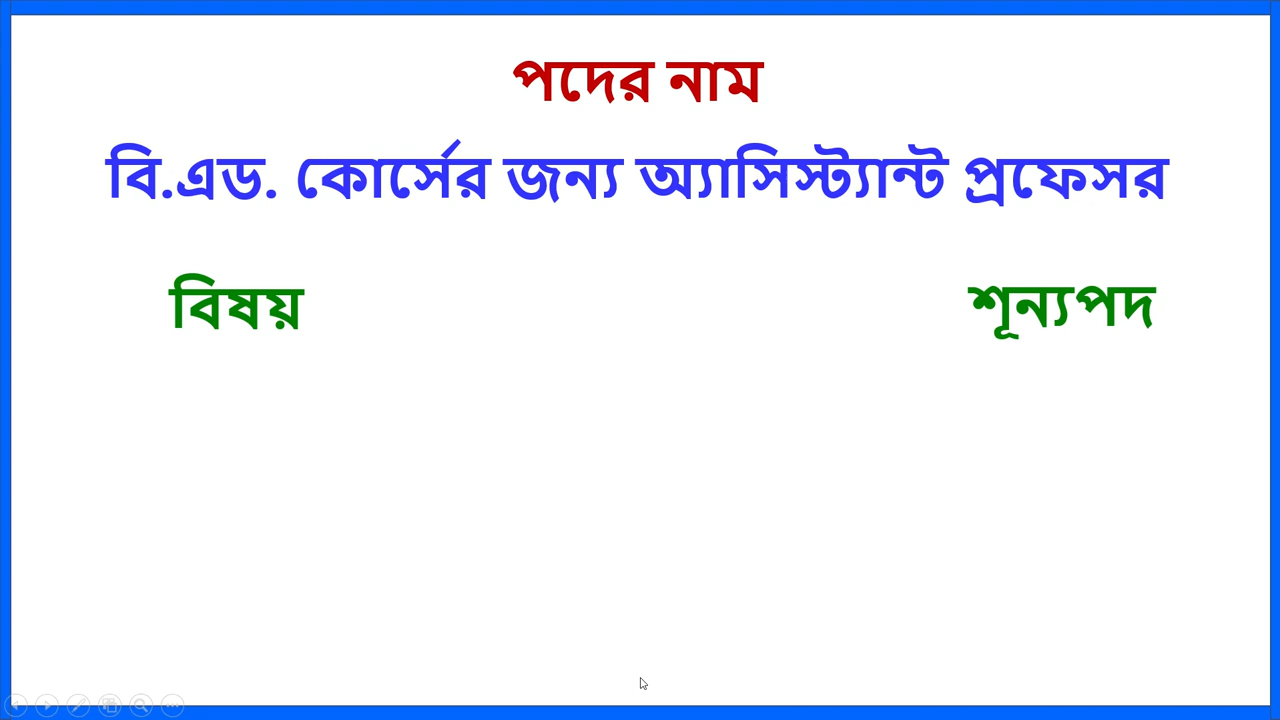 পদের নাম
বি.এড. কোর্সের জন্য অ্যাসিস্ট্যান্ট প্রফেসর
বিষয় শূন্যপদ